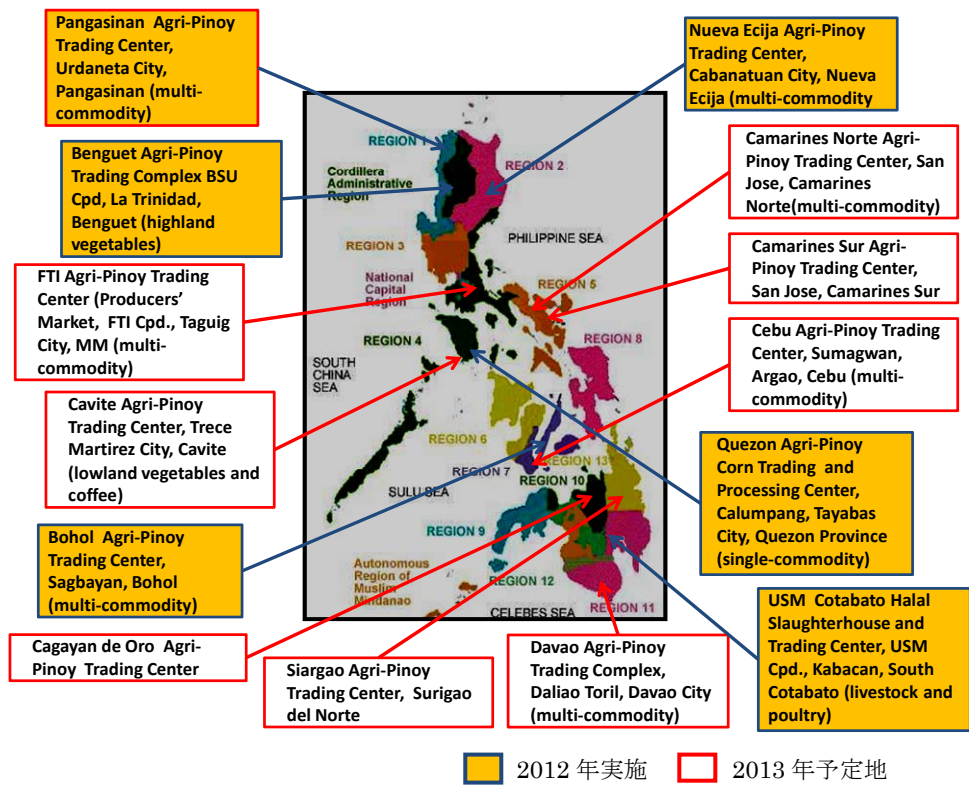 Pangasinan Agri-Pinoy
Trading Center,
Urdaneta City,
Pangasinan (multi-
commodity)
Nueva Ecija Agri-Pinoy
Trading Center,
Cabanatuan City, Nueva
Ecija (multi-commodity
Benguet Agri-Pinoy
Trading Complex BSU
Cpd, La Trinidad,
Benguet (highland
vegetables)
Camarines Norte Agri-
Pinoy Trading Center, San
Jose, Camarines
Norte(multi-commodity)
FTI Agri-Pinoy Trading
Center (Producers’
Market, FTI Cpd., Taguig
City, MM (multi-
commodity)
Camarines Sur Agri-
Pinoy Trading Center,
San Jose, Camarines Sur
Cebu Agri-Pinoy Trading
Center, Sumagwan,
Argao, Cebu (multi-
commodity)
Cavite Agri-Pinoy
Trading Center, Trece
Martirez City, Cavite
(lowland vegetables and
coffee)
Quezon Agri-Pinoy
Corn Trading and
Processing Center,
Calumpang, Tayabas
City, Quezon Province
(single-commodity)
Bohol Agri-Pinoy
Trading Center,
Sagbayan, Bohol
(multi-commodity)
USM Cotabato Halal
Slaughterhouse and
Trading Center, USM
Cpd., Kabacan, South
Cotabato (livestock and
poultry)
Cagayan de Oro Agri-
Pinoy Trading Center
Siargao Agri-Pinoy
Trading Center, Surigao
del Norte
Davao Agri-Pinoy
Trading Complex,
Daliao Toril, Davao City
(multi-commodity)
REGION 1
REGION 2
Cordillera
Administrative
Region
REGION 3
PHILIPPINE SEA
National
Capital
Region
REGION 5
REGION 4
REGION 8
SOUTH
CHINA
SEA
REGION 6
REGION 7
REGION 13
SULU SEA
REGION 10
REGION 9
Autonomous
Region of
Muslim
Mindanao
REGION 12
CELEBES SEA
REGION 11
2012 年実施
2013 年予定地